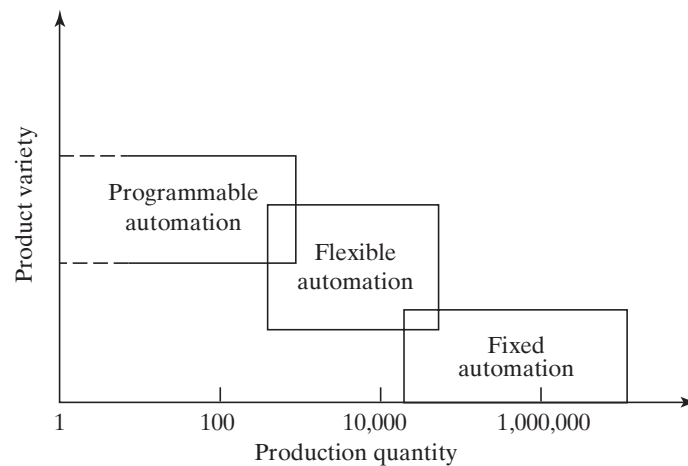 Product variety
Programmable
automation
Flexible
automation
Fixed
automation
1
100
10,000
1,000,000
Production quantity